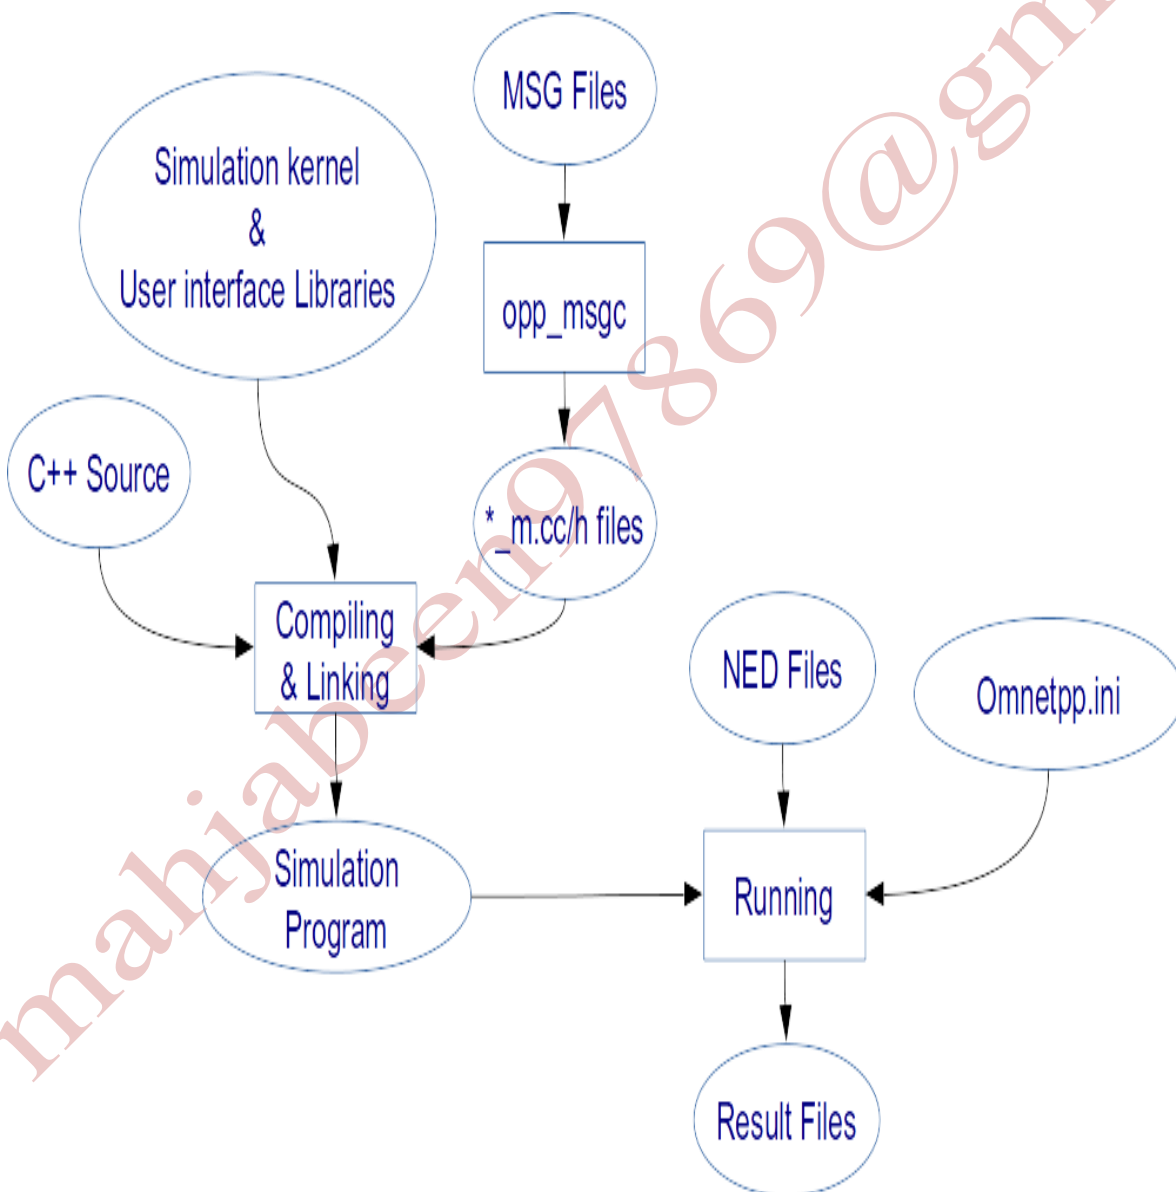 MSG Files
Simulation kernel
&
User interface Libraries
opp_msgc
C++ Source
*_m.cc/h files
Compiling
& Linking
NED Files
Omnetpp.ini
Simulation
Program
Running
Result Files
mahjabeen97869@gm